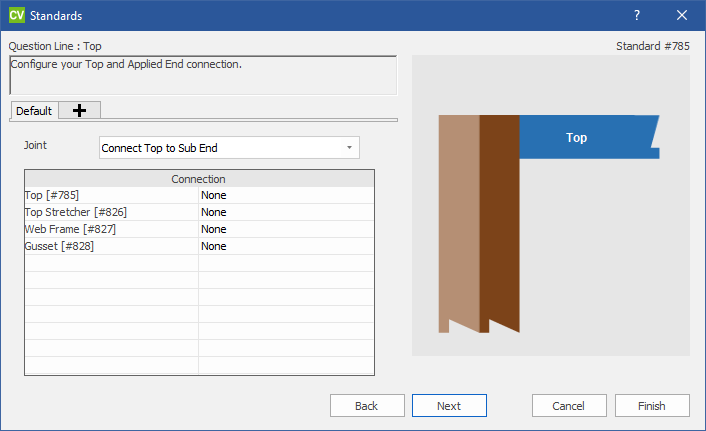 CV Standards ?
Question Line : Top Standard #785
Configure your Top and Applied End connection.
Default
Joint Connect Top to Sub End
Top
Connection
Top [#785] None
Top Stretcher [#826] None
Web Frame [#827] None
Gusset [#828] None
Back Next Cancel Finish